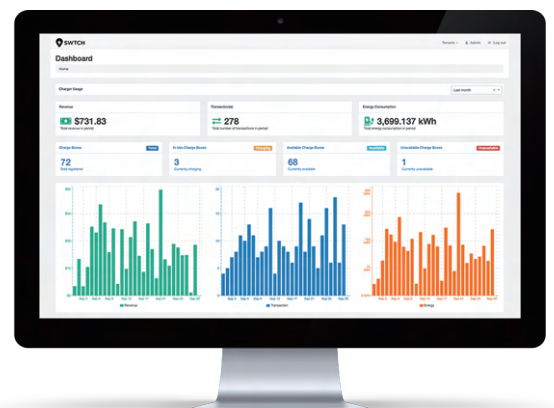 SWTCH
Tenants Admin Log out
Dashboard
Home
Charger Usage
Last month
Revenue
$731.83
Total revenue in period
Transaction(s)
278
Total number of transactions in period
Energy Consumption
3,699.137 kWh
Total energy consumption in period
Charge Boxes
Total
72
Total registered
In Use Charge Boxes
Charging
3
Currently charging
Available Charge Boxes
Available
68
Currently available
Unavailable Charge Boxes
Unavailable
1
Currently unavailable
Revenue
Transaction
Energy